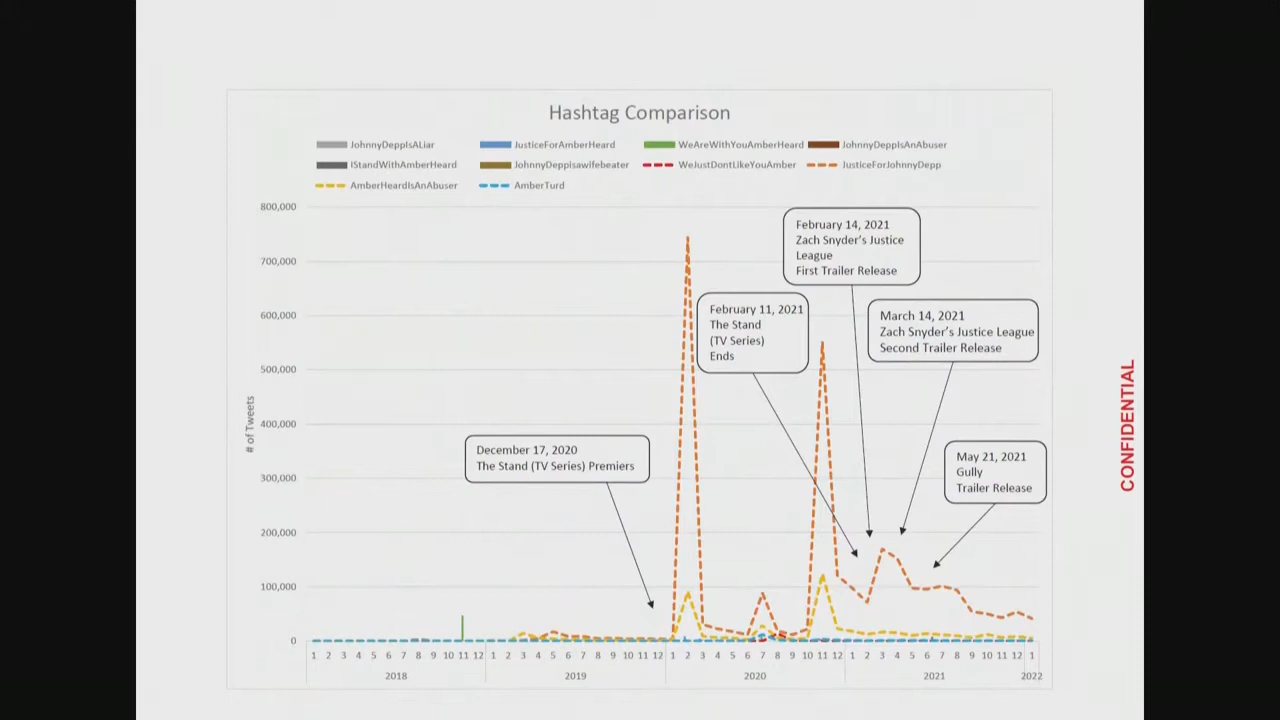 Hashtag Comparison
JohnnyDeppIsALiar JusticeForAmberHeard WeAreWithYouAmberHeard JohnnyDeppIsAnAbuser
IStandWithAmberHeard JohnnyDeppIsawifebeater WeJustDontLikeYouAmber JusticeForJohnnyDepp
AmberHeardIsAnAbuser AmberTurd
# of Tweets
800,000
700,000
600,000
500,000
400,000
300,000
200,000
100,000
0
December 17, 2020
The Stand (TV Series) Premiers
February 11, 2021
The Stand
(TV Series)
Ends
February 14, 2021
Zach Snyder's Justice
League
First Trailer Release
March 14, 2021
Zach Snyder's Justice League
Second Trailer Release
May 21, 2021
Gully
Trailer Release
1 2 3 4 5 6 7 8 9 10 11 12 1 2 3 4 5 6 7 8 9 10 11 12 1 2 3 4 5 6 7 8 9 10 11 12 1 2 3 4 5 6 7 8 9 10 11 12 1
2018 2019 2020 2021 2022
CONFIDENTIAL